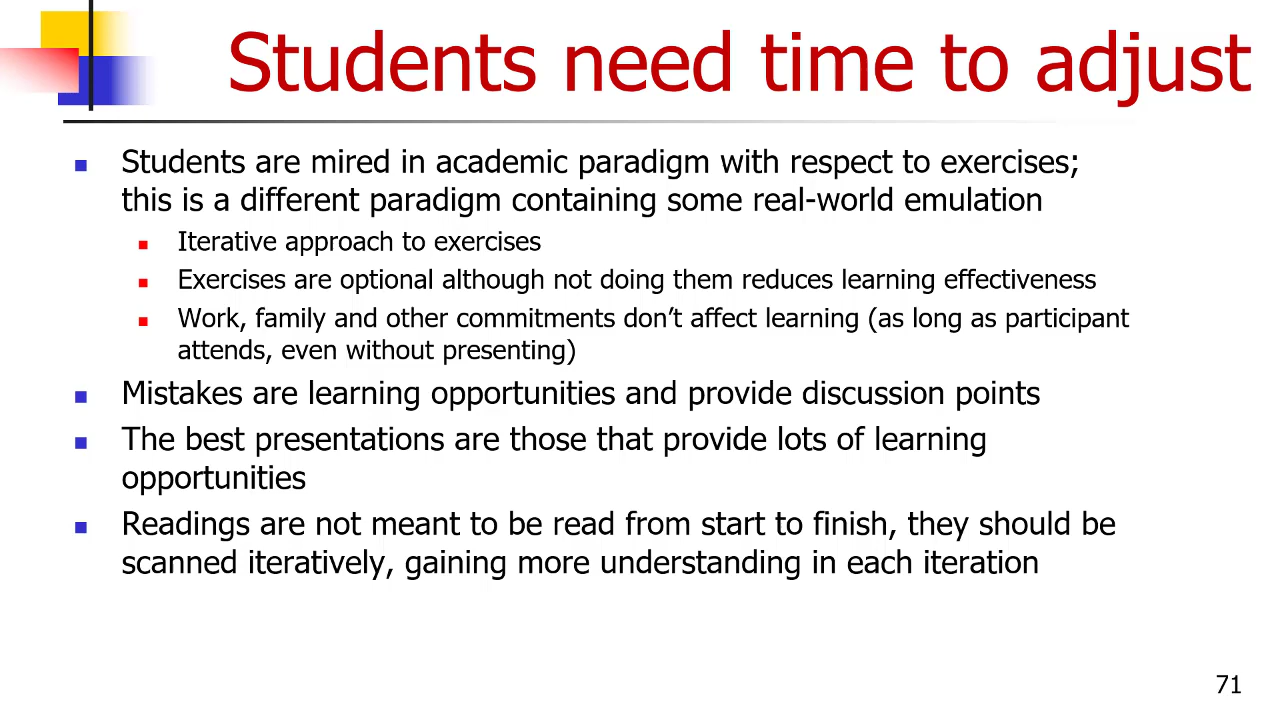 Students need time to adjust
Students are mired in academic paradigm with respect to exercises;
this is a different paradigm containing some real-world emulation
Iterative approach to exercises
Exercises are optional although not doing them reduces learning effectiveness
Work, family and other commitments don’t affect learning (as long as participant
attends, even without presenting)
Mistakes are learning opportunities and provide discussion points
The best presentations are those that provide lots of learning
opportunities
Readings are not meant to be read from start to finish, they should be
scanned iteratively, gaining more understanding in each iteration
71